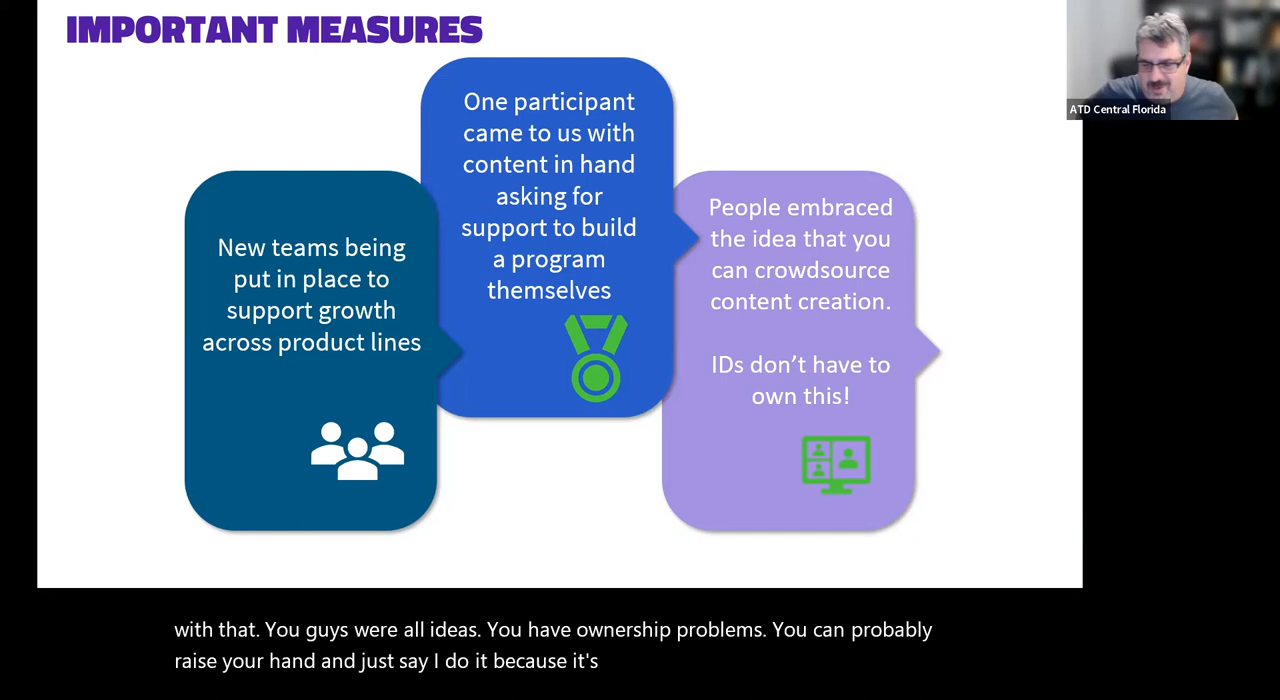 IMPORTANT MEASURES
New teams being
put in place to
support growth
across product lines
One participant
came to us with
content in hand
asking for
support to build
a program
themselves
People embraced
the idea that you
can crowdsource
content creation.
IDs don’t have to
own this!
ATD Central Florida
with that. You guys were all ideas. You have ownership problems. You can probably
raise your hand and just say I do it because it's